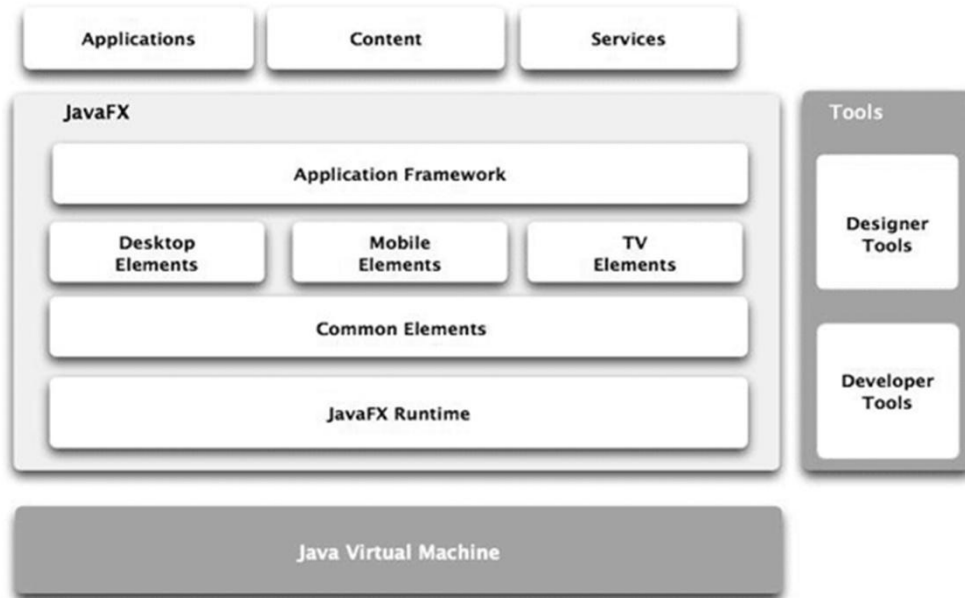 Applications
Content
Services
JavaFX
Application Framework
Desktop
Elements
Mobile
Elements
TV
Elements
Common Elements
JavaFX Runtime
Tools
Designer
Tools
Developer
Tools
Java Virtual Machine